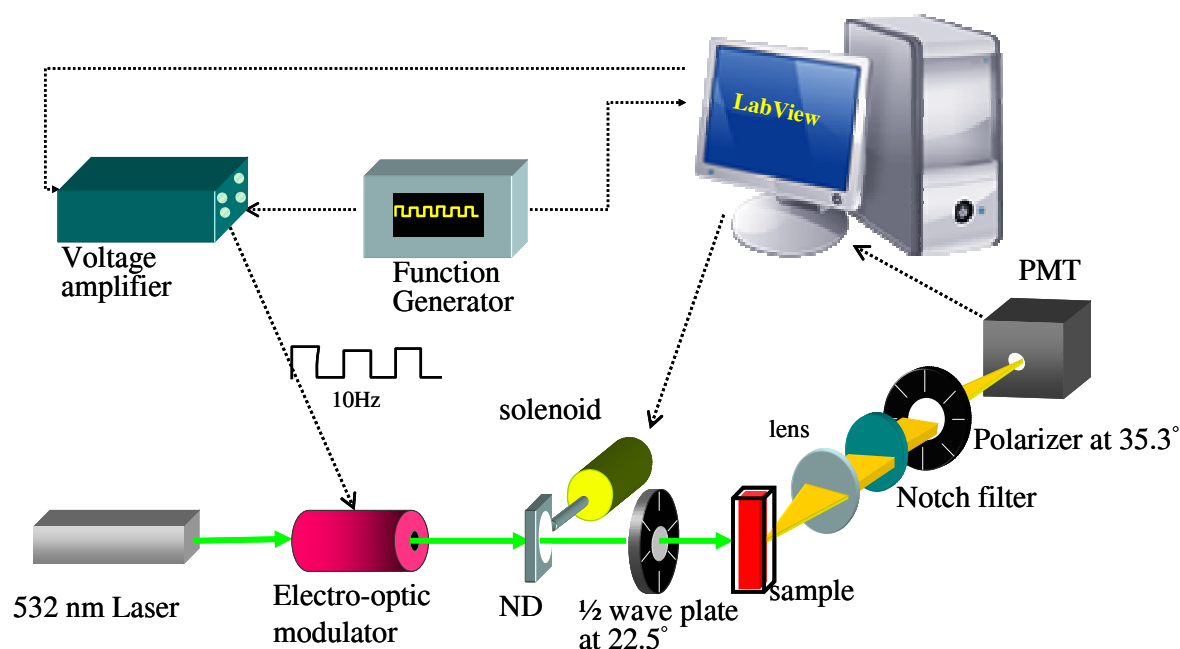 LabView
Voltage
amplifier
Function
Generator
PMT
10Hz
solenoid
lens
Polarizer at 35.3°
Notch filter
532 nm Laser
Electro-optic
modulator
ND
½ wave plate
at 22.5°
sample